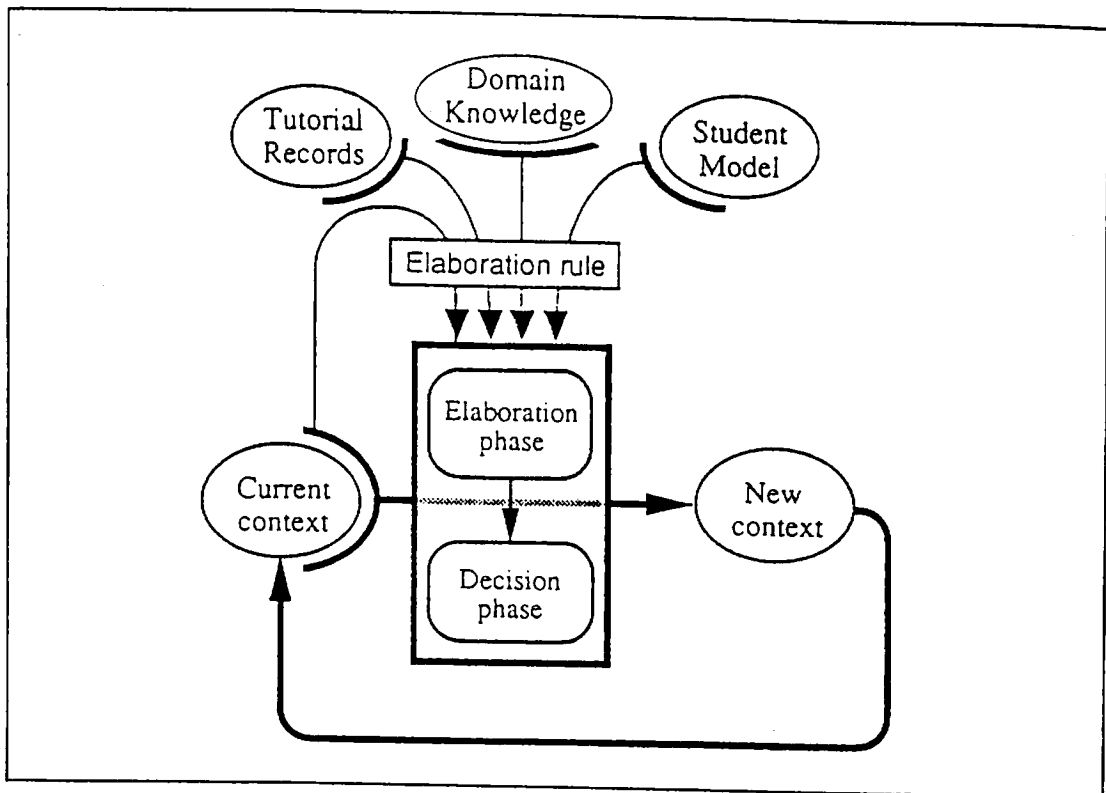 Domain
Knowledge
Tutorial
Records
Student
Model
Elaboration rule
Elaboration
phase
Current
context
New
context
Decision
phase